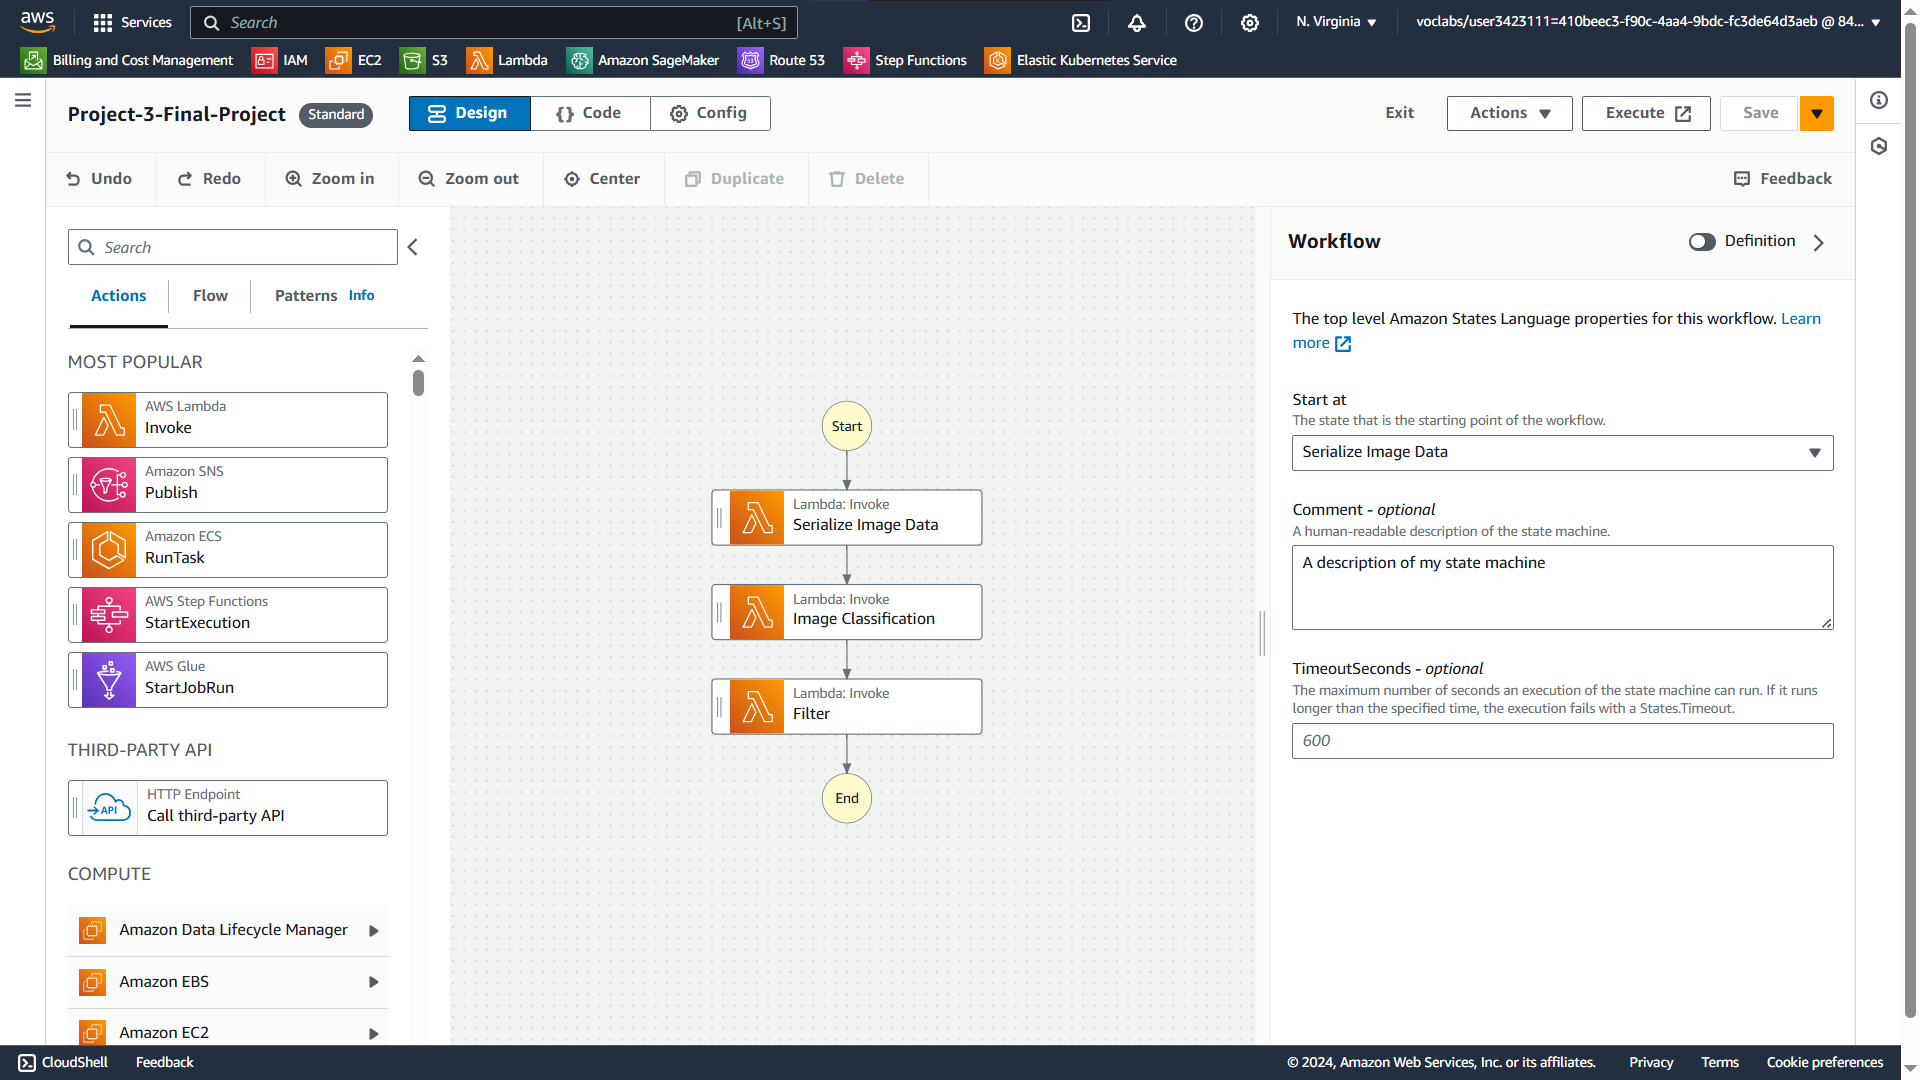 aws
Services
Search
[Alt+S]
N. Virginia
voclabs/user3423111=410beec3-f90c-4aa4-9bdc-fc3de64d3aeb @ 84...
Billing and Cost Management
IAM
EC2
S3
Lambda
Amazon SageMaker
Route 53
Step Functions
Elastic Kubernetes Service
Project-3-Final-Project
Standard
Design
{} Code
Config
Exit
Actions
Execute
Save
Undo
Redo
Zoom in
Zoom out
Center
Duplicate
Delete
Feedback
Search
Actions
Flow
Patterns
Info
MOST POPULAR
AWS Lambda
Invoke
Amazon SNS
Publish
Amazon ECS
RunTask
AWS Step Functions
StartExecution
AWS Glue
StartJobRun
THIRD-PARTY API
API
HTTP Endpoint
Call third-party API
COMPUTE
Amazon Data Lifecycle Manager
Amazon EBS
Amazon EC2
Start
Lambda: Invoke
Serialize Image Data
Lambda: Invoke
Image Classification
Lambda: Invoke
Filter
End
Workflow
Definition
The top level Amazon States Language properties for this workflow. Learn
more
Start at
The state that is the starting point of the workflow.
Serialize Image Data
Comment - optional
A human-readable description of the state machine.
A description of my state machine
TimeoutSeconds - optional
The maximum number of seconds an execution of the state machine can run. If it runs
longer than the specified time, the execution fails with a States.Timeout.
600
CloudShell
Feedback
© 2024, Amazon Web Services, Inc. or its affiliates.
Privacy
Terms
Cookie preferences